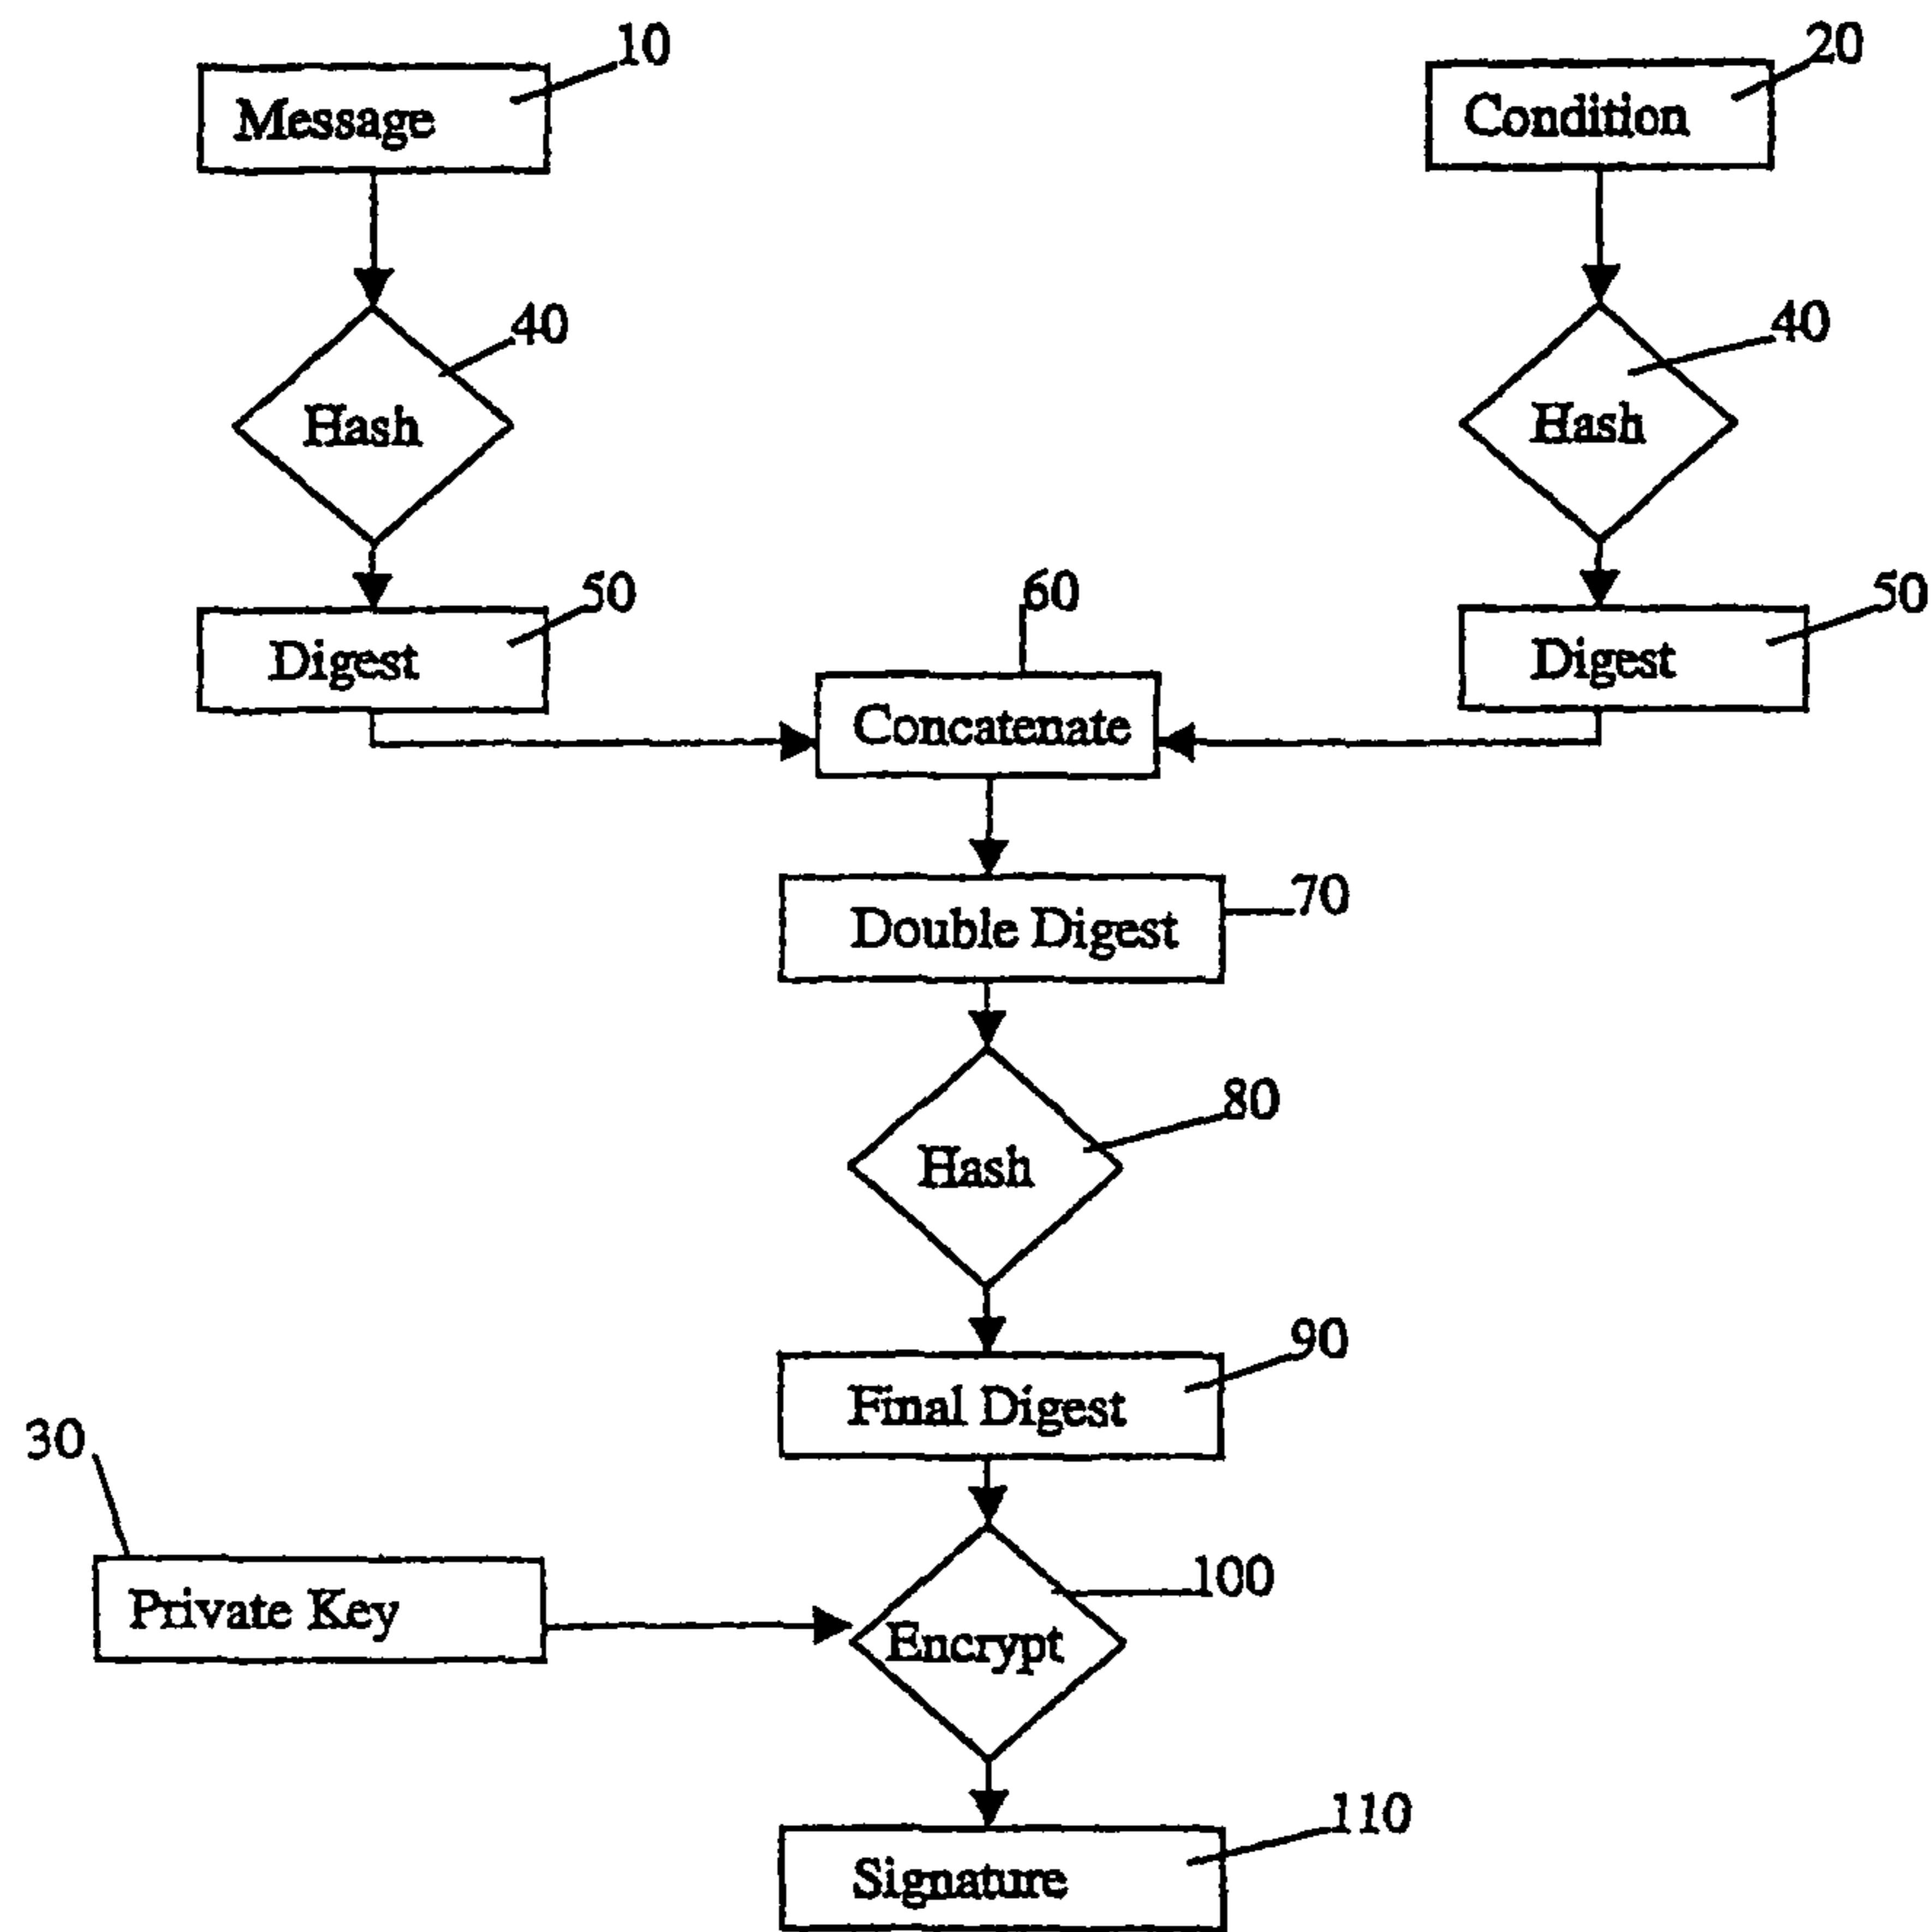 10
20
Message
Condition
40
40
Hash
Hash
50
60
50
Digest
Digest
Concatenate
70
Double Digest
80
Hash
90
Final Digest
30
100
Private Key
Encrypt
110
Signature